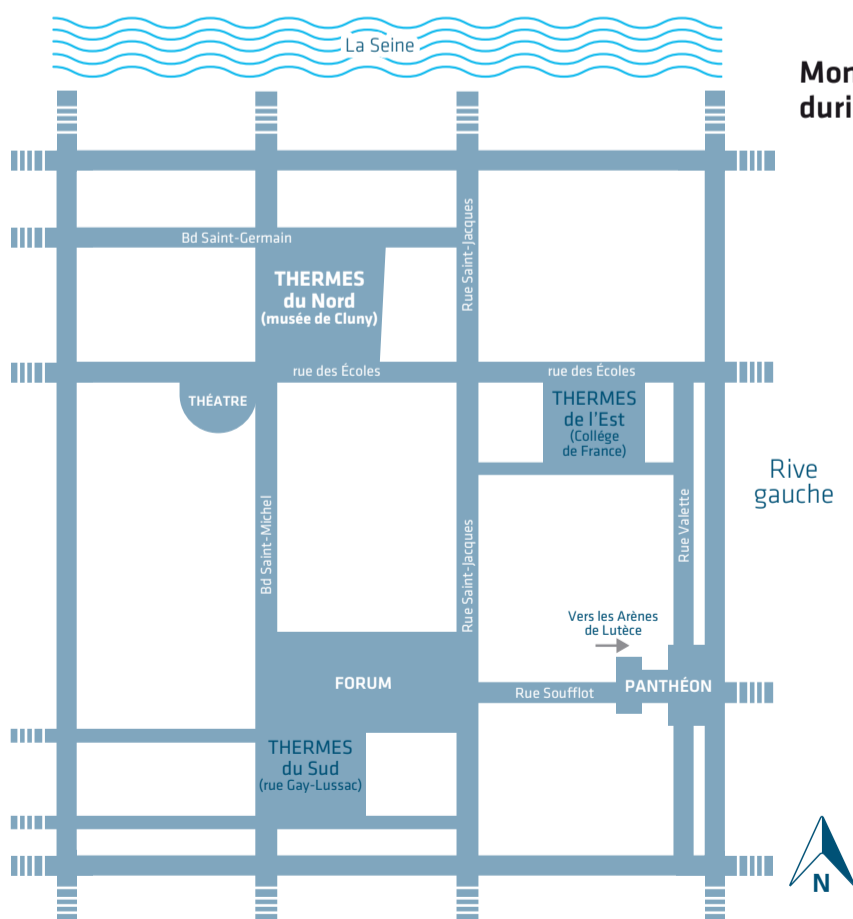 La Seine
Mon
duri
Rue Saint-Jacques
Bd Saint-Germain
THERMES
du Nord
(musée de Cluny)
rue des Écoles
rue des Écoles
THÉATRE
THERMES
de l'Est
(Collége
de France)
Rive
gauche
Bd Saint-Michel
Rue Saint-Jacques
Rue Valette
Vers les Arènes
de Lutèce
FORUM
Rue Soufflot
PANTHÉON
THERMES
du Sud
(rue Gay-Lussac)
N